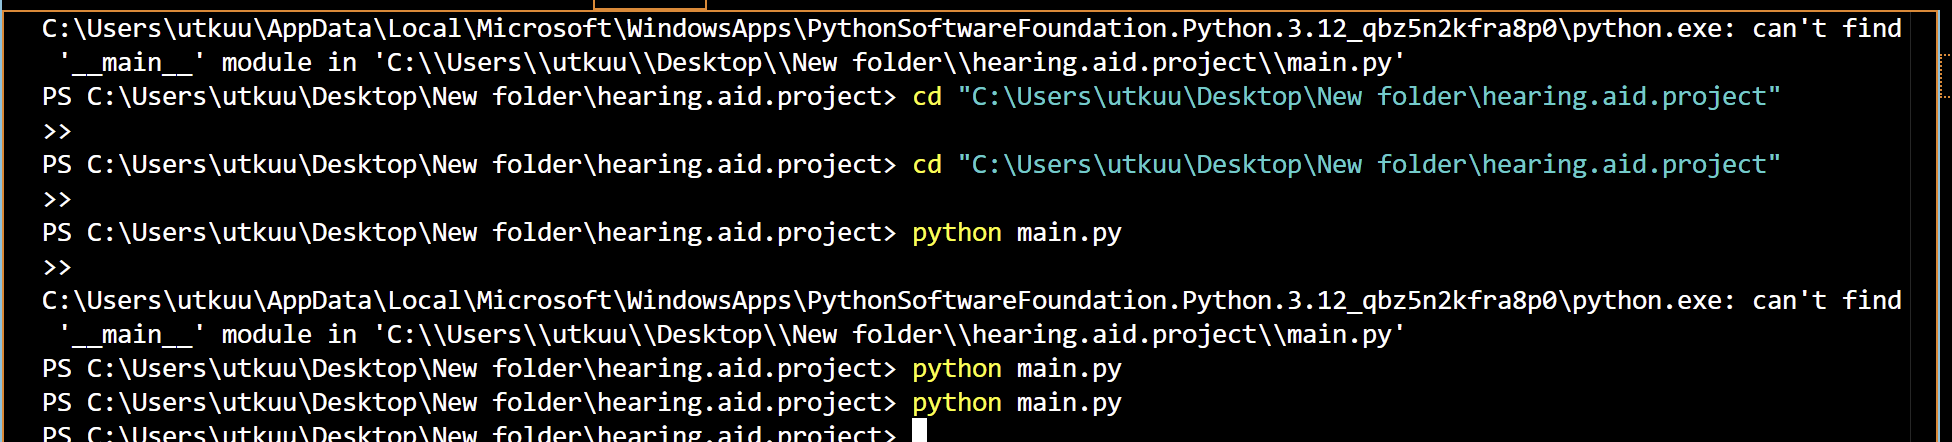 C:\Users\utkuu\AppData\Local\Microsoft\WindowsApps\PythonSoftwareFoundation.Python.3.12_qbz5n2kfra8p0\python.exe: can't find
'__main__' module in 'C:\\Users\\utkuu\\Desktop\\New folder\\hearing.aid.project\\main.py'
PS C:\Users\utkuu\Desktop\New folder\hearing.aid.project> cd "C:\Users\utkuu\Desktop\New folder\hearing.aid.project"
>>
PS C:\Users\utkuu\Desktop\New folder\hearing.aid.project> cd "C:\Users\utkuu\Desktop\New folder\hearing.aid.project"
>>
PS C:\Users\utkuu\Desktop\New folder\hearing.aid.project> python main.py
>>
C:\Users\utkuu\AppData\Local\Microsoft\WindowsApps\PythonSoftwareFoundation.Python.3.12_qbz5n2kfra8p0\python.exe: can't find
'__main__' module in 'C:\\Users\\utkuu\\Desktop\\New folder\\hearing.aid.project\\main.py'
PS C:\Users\utkuu\Desktop\New folder\hearing.aid.project> python main.py
PS C:\Users\utkuu\Desktop\New folder\hearing.aid.project> python main.py
PS C:\Users\utkuu\Desktop\New folder\hearing.aid.project>